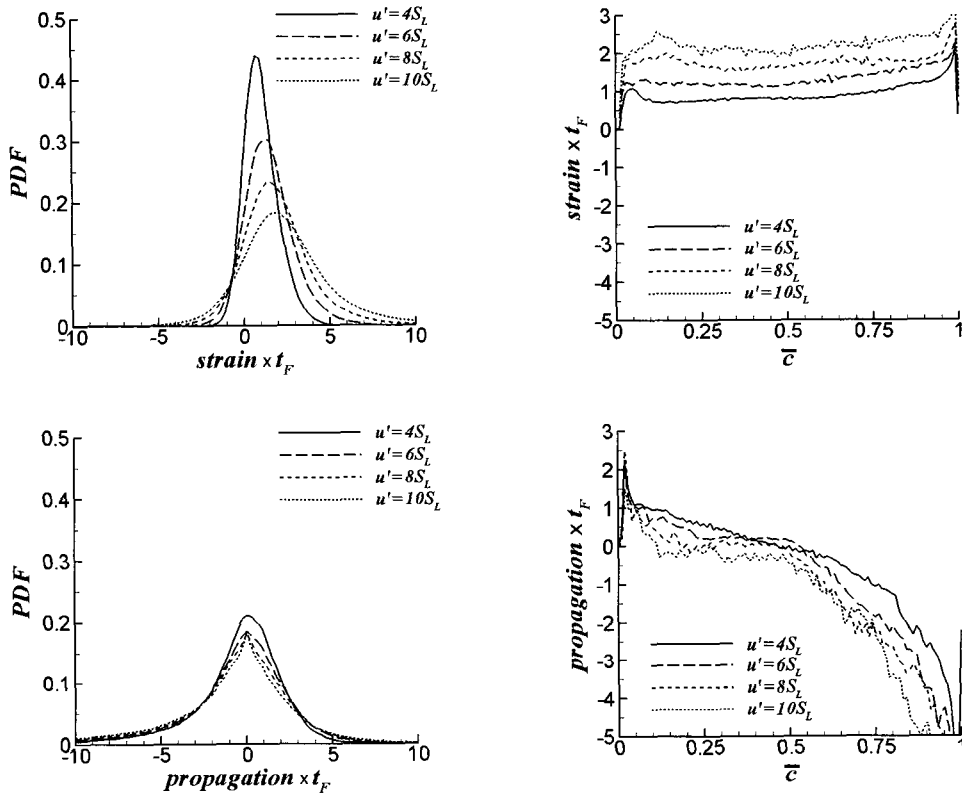 u'=4S_L
u'=6S_L
u'=8S_L
u'=10S_L
0.5
0.4
0.3
0.2
0.1
0
PDF
-10 -5 0 5 10
strain × t_F
3
2
1
0
-1
-2
-3
-4
-5
strain × t_F
u'=4S_L
u'=6S_L
u'=8S_L
u'=10S_L
0 0.25 0.5 0.75 1
c̅
u'=4S_L
u'=6S_L
u'=8S_L
u'=10S_L
0.5
0.4
0.3
0.2
0.1
0
PDF
-10 -5 0 5 10
propagation × t_F
3
2
1
0
-1
-2
-3
-4
-5
propagation × t_F
u'=4S_L
u'=6S_L
u'=8S_L
u'=10S_L
0 0.25 0.5 0.75 1
c̅